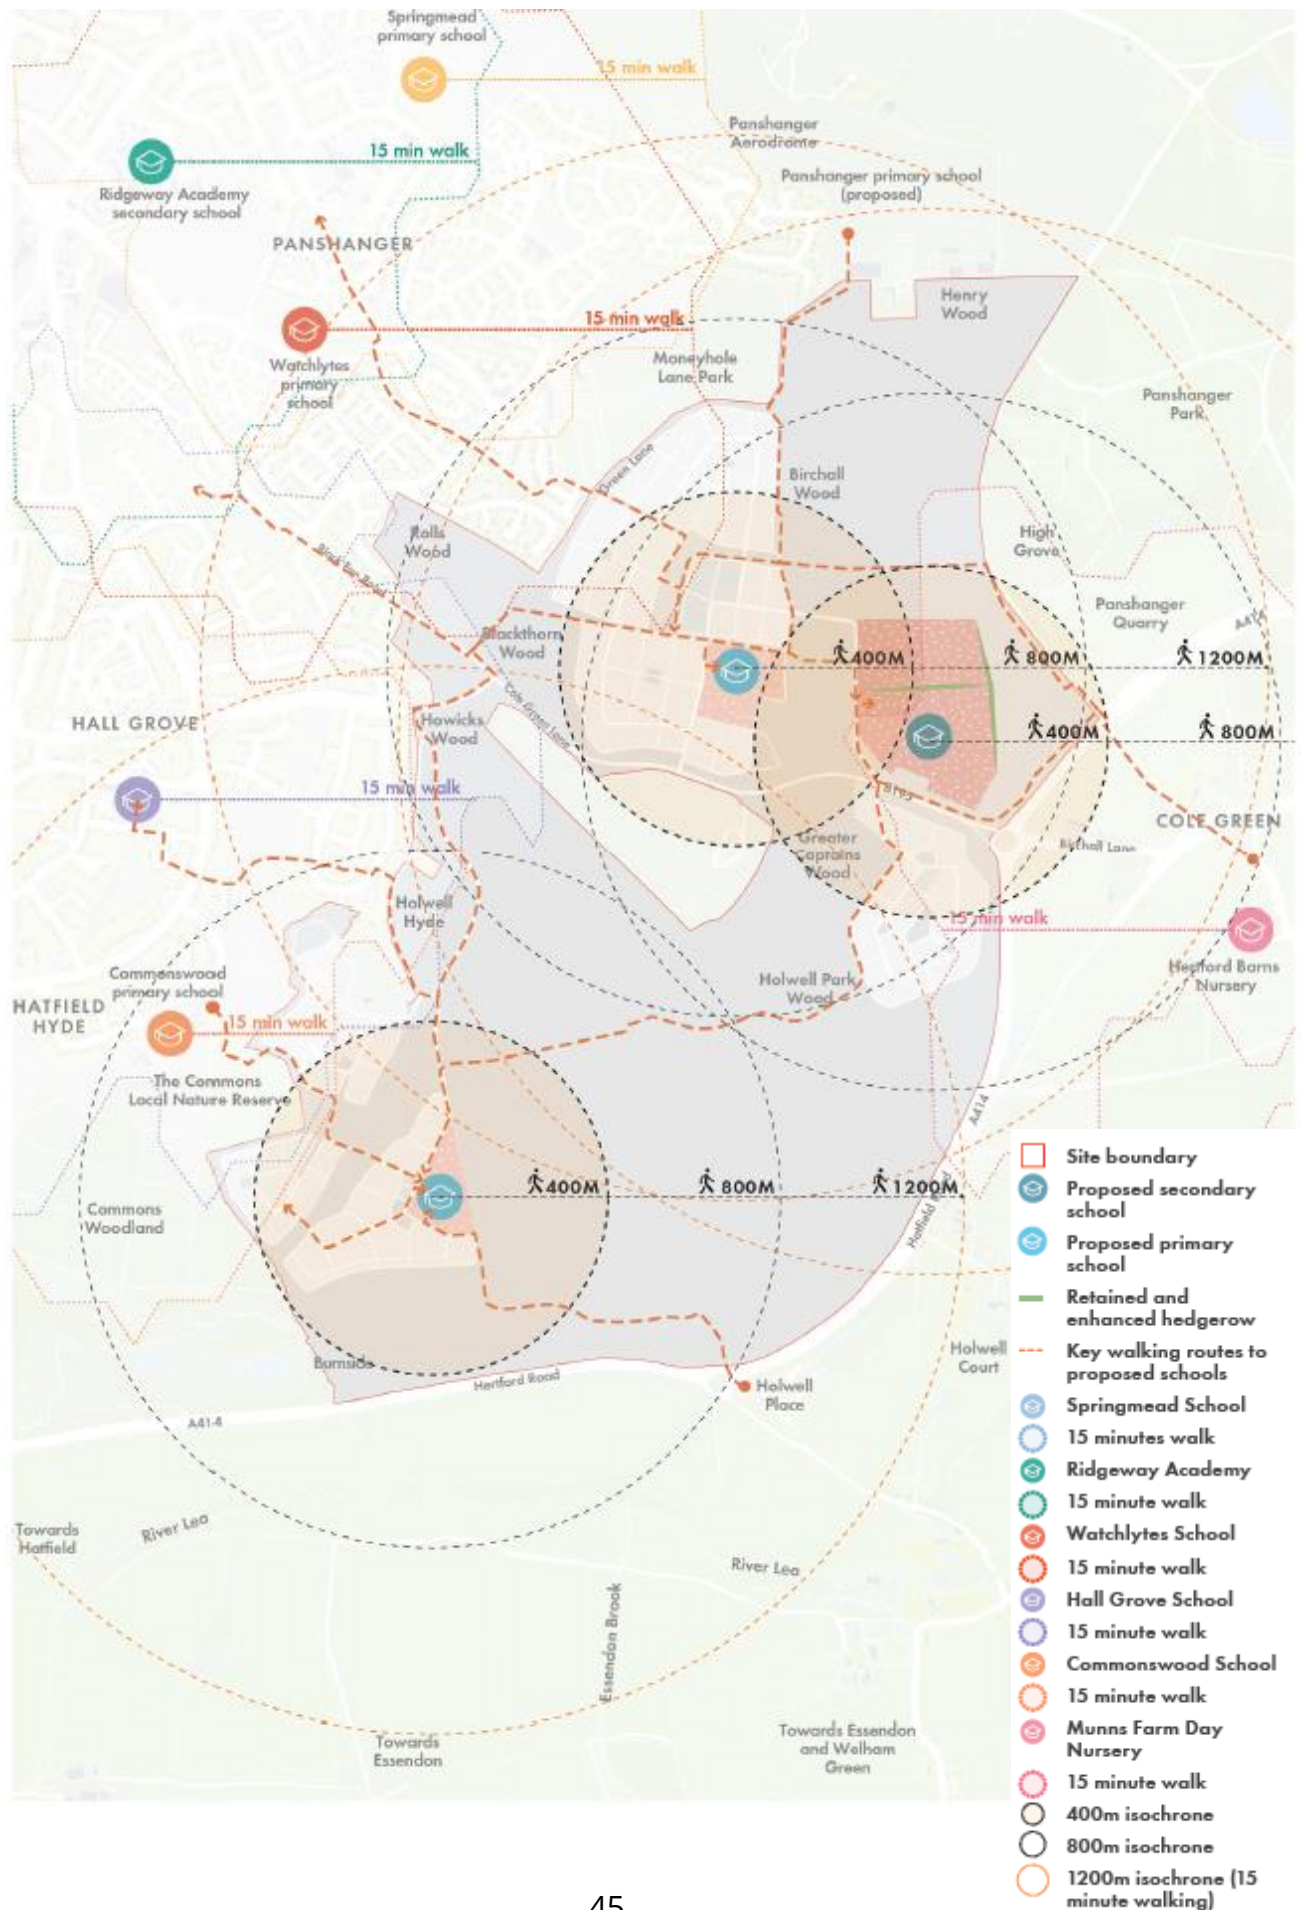 Springmead
primary school
15 min walk
Panshanger
Aerodrome
15 min walk
Ridgeway Academy
secondary school
Panshanger primary school
(proposed)
PANSHANGER
Henry
Wood
15 min walk
Watchlytes
primary
school
Moneyhole
Lane Park
Panshanger
Park
Green Lane
Birchall
Wood
Rolls
Wood
High
Grove
Panshanger
Quarry
A414
Blackthorn
Wood
400M
800M
1200M
Cole Green Lane
HALL GROVE
Howicks
Wood
400M
800M
15 min walk
B195
COLE GREEN
Greater
Captains
Wood
Birchall Lane
Holwell
Hyde
15 min walk
Commonswood
primary school
Holwell Park
Wood
Hertford Barns
Nursery
HATFIELD
HYDE
15 min walk
The Commons
Local Nature Reserve
A414
400M
800M
1200M
Commons
Woodland
Hatfield Road
Burnside
Hertford Road
Holwell
Place
Holwell
Court
A414
Towards
Hatfield
River Lea
River Lea
Essendon Brook
Towards
Essendon
Towards Essendon
and Welham
Green
Site boundary
Proposed secondary
school
Proposed primary
school
Retained and
enhanced hedgerow
Key walking routes to
proposed schools
Springmead School
15 minutes walk
Ridgeway Academy
15 minute walk
Watchlytes School
15 minute walk
Hall Grove School
15 minute walk
Commonswood School
15 minute walk
Munns Farm Day
Nursery
15 minute walk
400m isochrone
800m isochrone
1200m isochrone (15
minute walking)
45